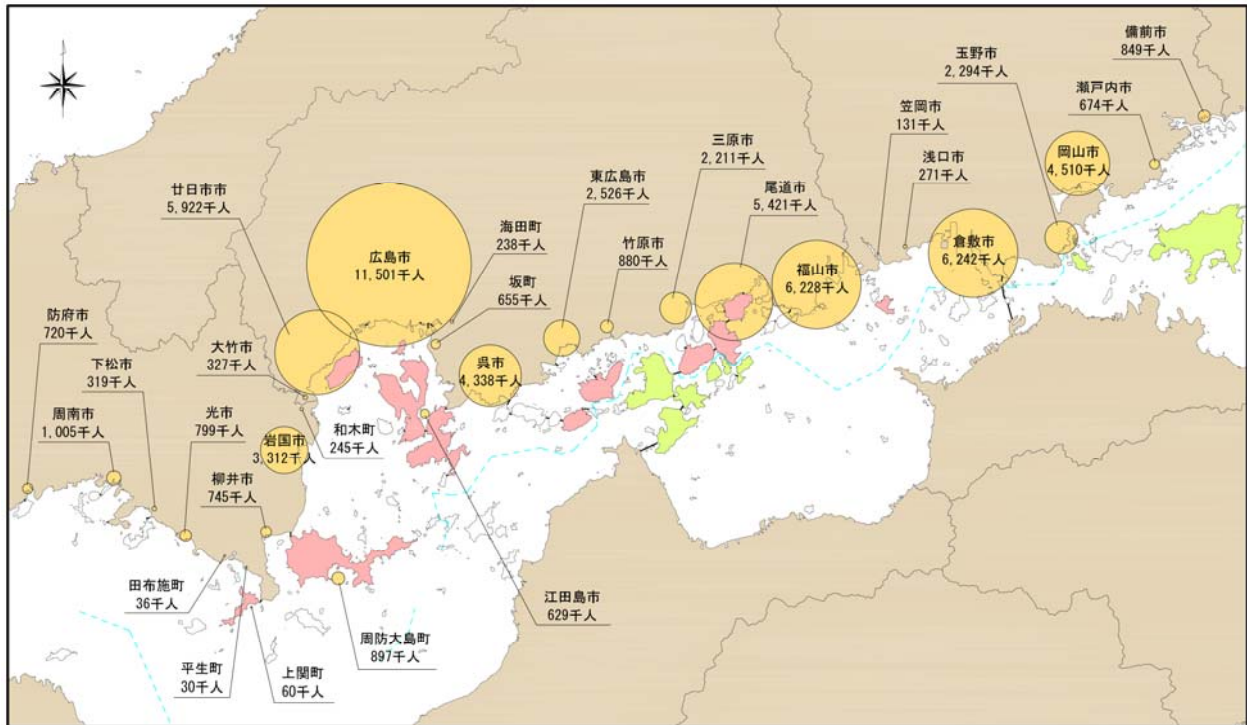 備前市
849千人
玉野市
2,294千人
瀬戸内市
674千人
笠岡市
131千人
岡山市
4,510千人
三原市
2,211千人
浅口市
271千人
東広島市
2,526千人
尾道市
5,421千人
廿日市市
5,922千人
海田町
238千人
竹原市
880千人
倉敷市
6,242千人
広島市
11,501千人
福山市
6,228千人
坂町
655千人
防府市
720千人
大竹市
327千人
下松市
319千人
呉市
4,338千人
周南市
1,005千人
光市
799千人
岩国市
3,312千人
和木町
245千人
柳井市
745千人
田布施町
36千人
江田島市
629千人
周防大島町
897千人
平生町
30千人
上関町
60千人